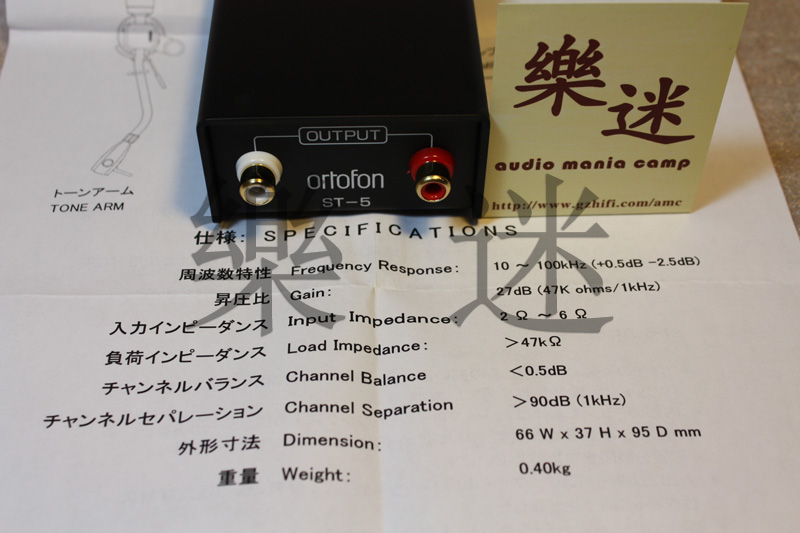 OUTPUT
ortofon
ST-5
樂迷
audio mania camp
http://www.gzhifi.com/amc
トーンアーム
TONE ARM
樂 迷
仕様: SPECIFICATIONS
周波数特性 Frequency Response: 10 ～ 100kHz (+0.5dB -2.5dB)
昇圧比 Gain: 27dB (47K ohms/1kHz)
入力インピーダンス Input Impedance: 2 Ω ～ 6 Ω
負荷インピーダンス Load Impedance: ＞47kΩ
チャンネルバランス Channel Balance ＜0.5dB
チャンネルセパレーション Channel Separation ＞90dB (1kHz)
外形寸法 Dimension: 66 W x 37 H x 95 D mm
重量 Weight: 0.40kg